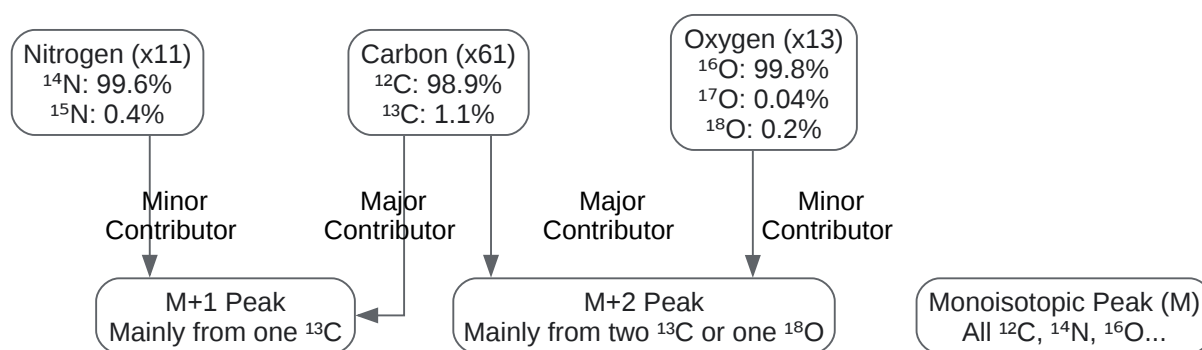 Nitrogen (x11)
¹⁴N: 99.6%
¹⁵N: 0.4%
Carbon (x61)
¹²C: 98.9%
¹³C: 1.1%
Oxygen (x13)
¹⁶O: 99.8%
¹⁷O: 0.04%
¹⁸O: 0.2%
Minor
Contributor
Major
Contributor
Major
Contributor
Minor
Contributor
M+1 Peak
Mainly from one ¹³C
M+2 Peak
Mainly from two ¹³C or one ¹⁸O
Monoisotopic Peak (M)
All ¹²C, ¹⁴N, ¹⁶O...